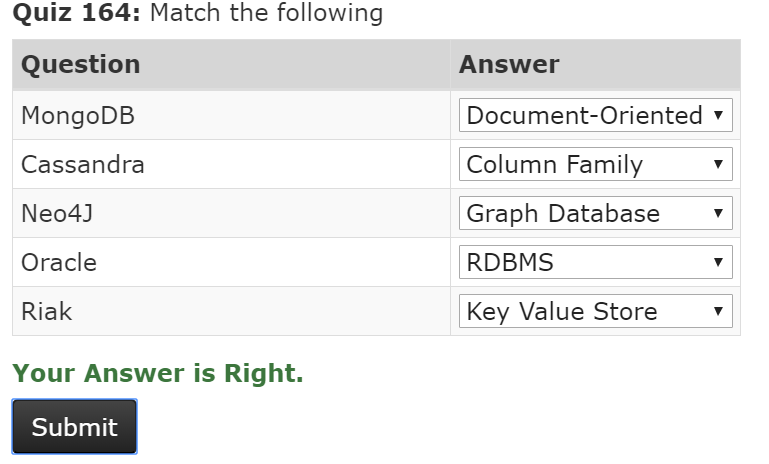 Quiz 164: Match the following
Question Answer
MongoDB Document-Oriented
Cassandra Column Family
Neo4J Graph Database
Oracle RDBMS
Riak Key Value Store
Your Answer is Right.
Submit